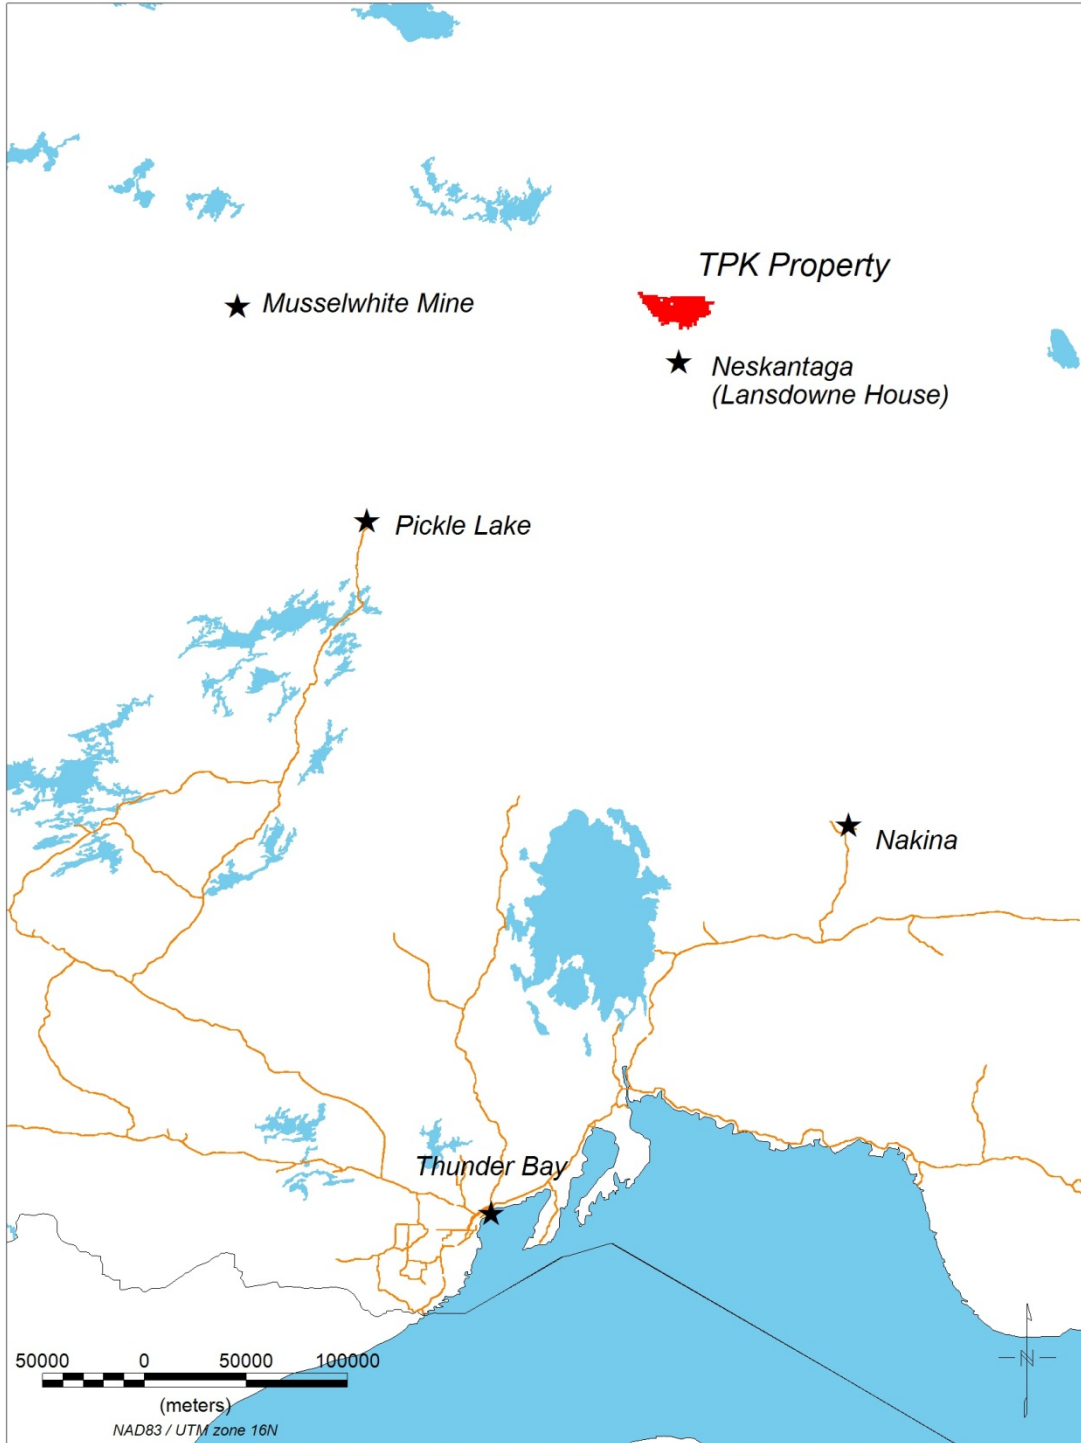 TPK Property
Musselwhite Mine
Neskantaga
(Lansdowne House)
Pickle Lake
Nakina
Thunder Bay
50000 0 50000 100000
(meters)
NAD83 / UTM zone 16N
N